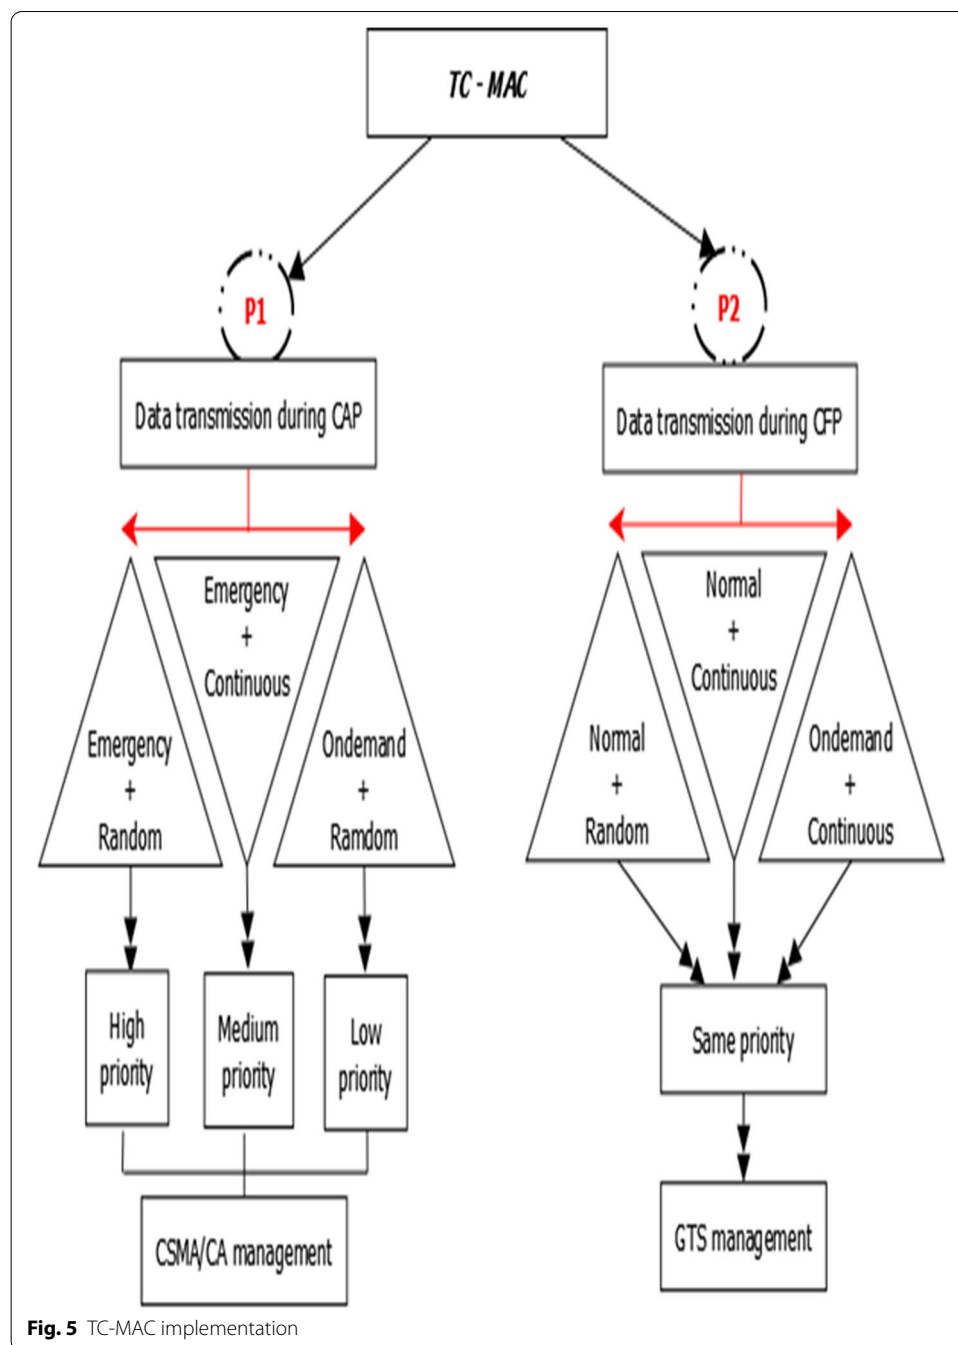 TC - MAC
P1
P2
Data transmission during CAP
Data transmission during CFP
Emergency
+
Random
Emergency
+
Continuous
Ondemand
+
Ramdom
Normal
+
Random
Normal
+
Continuous
Ondemand
+
Continuous
High
priority
Medium
priority
Low
priority
Same priority
CSMA/CA management
GTS management
Fig. 5 TC-MAC implementation